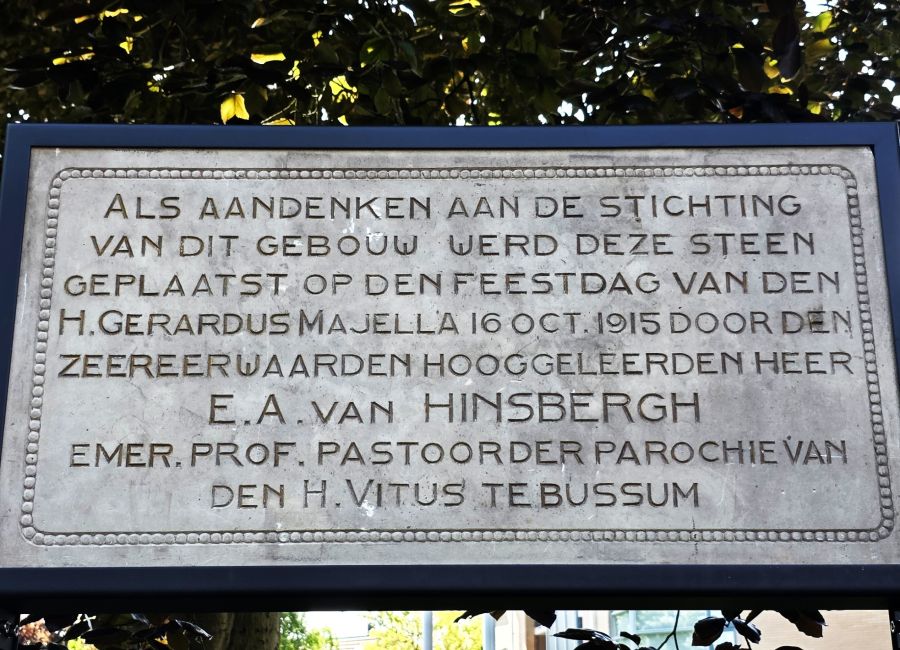 ALS AANDENKEN AAN DE STICHTING
VAN DIT GEBOUW WERD DEZE STEEN
GEPLAATST OP DEN FEESTDAG VAN DEN
H. GERARDUS MAJELLA 16 OCT. 1915 DOOR DEN
ZEEREERWAARDEN HOOGGELEERDEN HEER
E.A. VAN HINSBERGH
EMER. PROF. PASTOOR DER PAROCHIE VAN
DEN H. VITUS TE BUSSUM